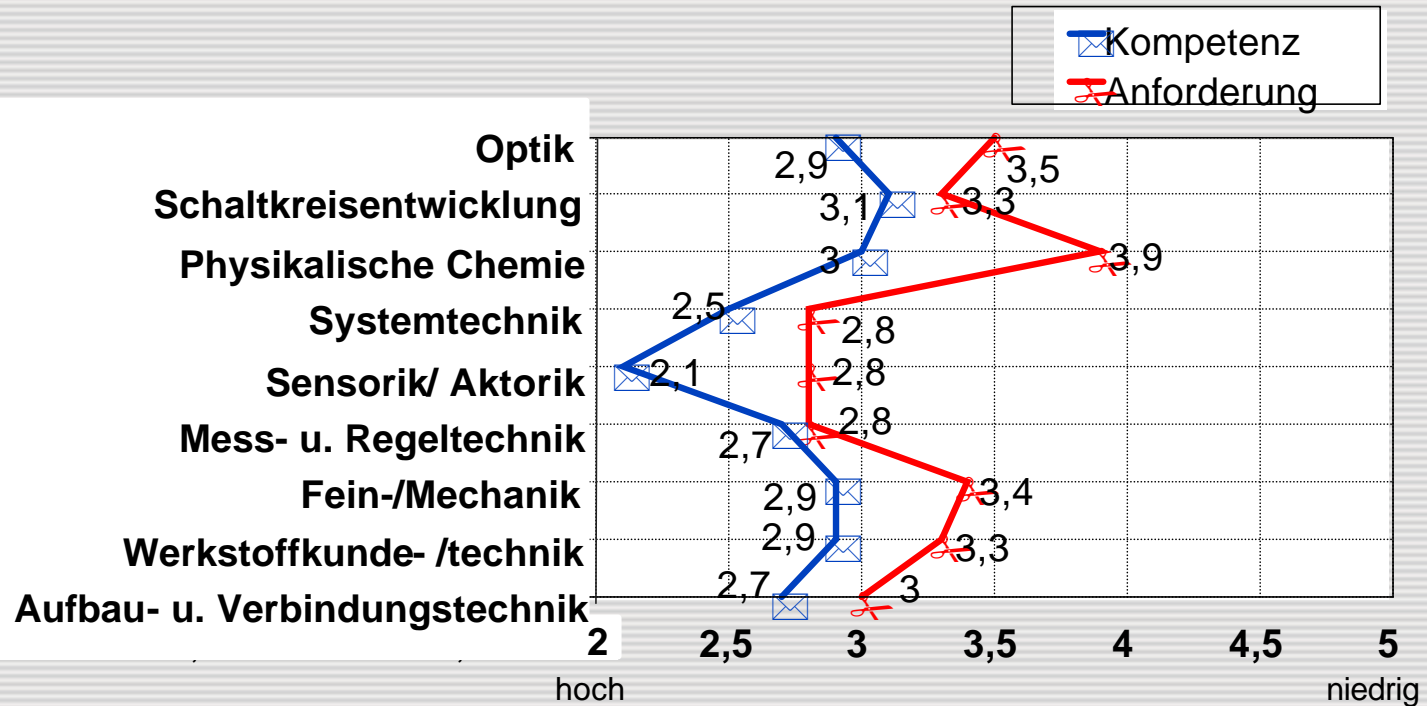 Kompetenz
Anforderung
Optik
2,9
3,5
Schaltkreisentwicklung
3,1
3,3
Physikalische Chemie
3
3,9
Systemtechnik
2,5
2,8
Sensorik/ Aktorik
2,1
2,8
Mess- u. Regeltechnik
2,7
2,8
Fein-/Mechanik
2,9
3,4
Werkstoffkunde- /technik
2,9
3,3
Aufbau- u. Verbindungstechnik
2,7
3
2 2,5 3 3,5 4 4,5 5
hoch niedrig